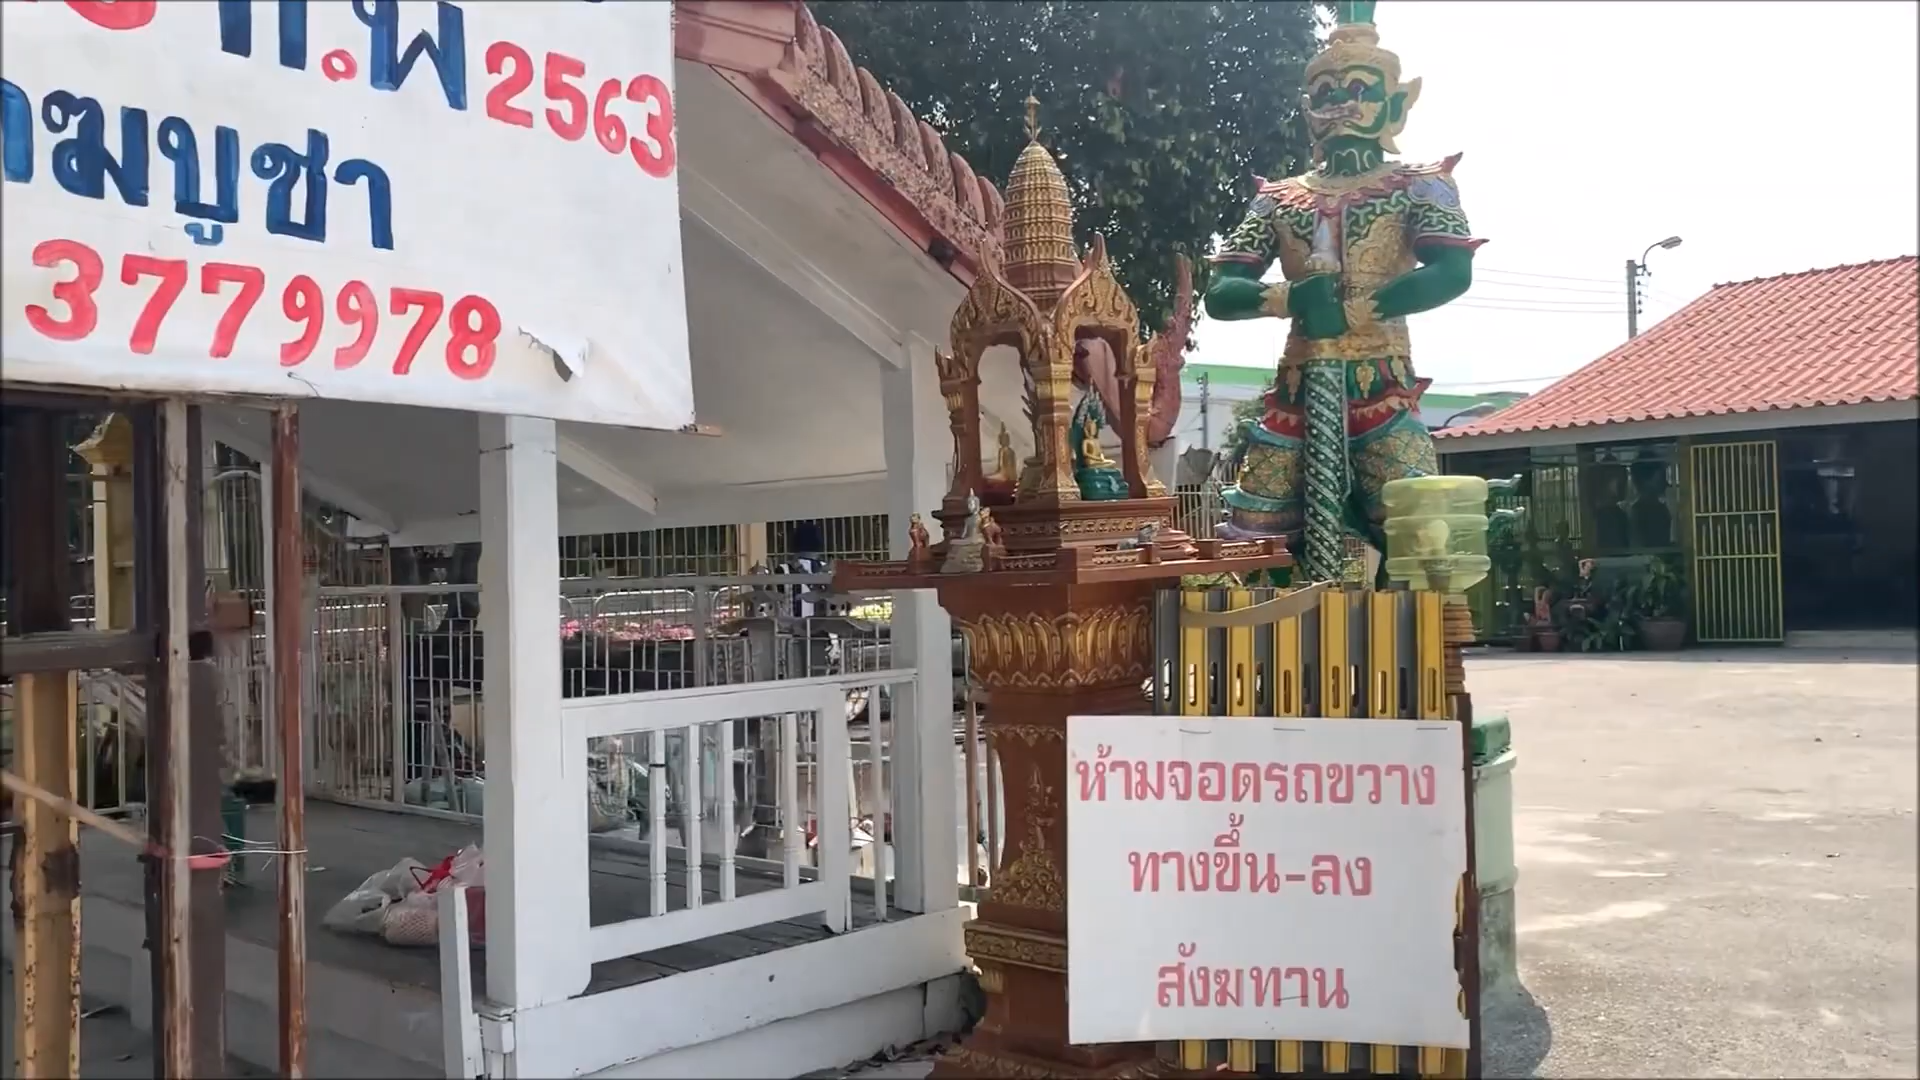 ก.พ 2563
ฆบูชา
3779978
ห้ามจอดรถขวาง
ทางขึ้น-ลง
สังฆทาน